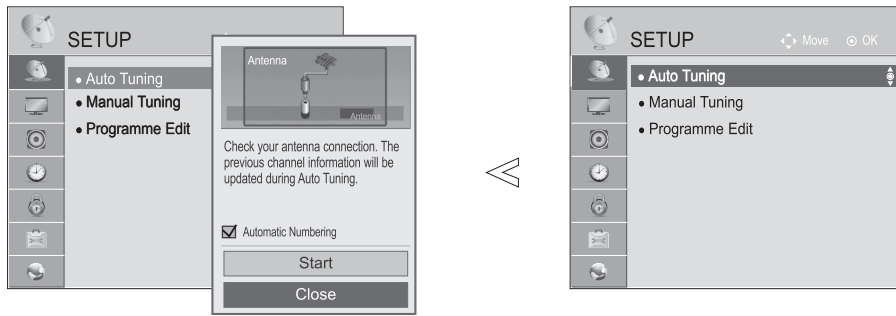 SETUP
• Auto Tuning
• Manual Tuning
• Programme Edit
Antenna
Antenna
Check your antenna connection. The
previous channel information will be
updated during Auto Tuning.
Automatic Numbering
Start
Close
SETUP
Move
OK
• Auto Tuning
• Manual Tuning
• Programme Edit